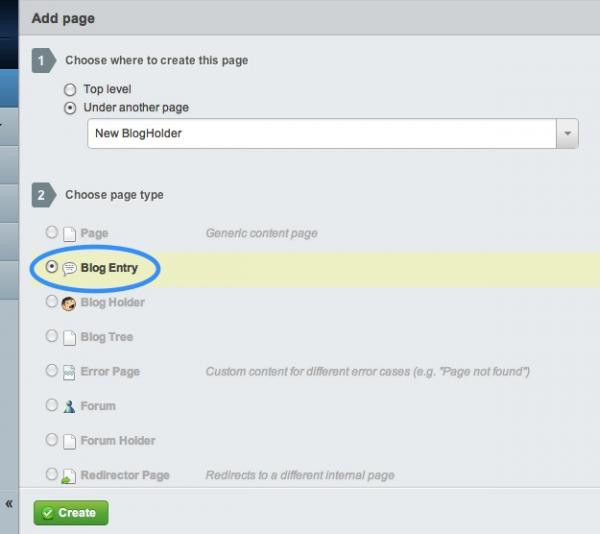 Add page
1 Choose where to create this page
Top level
Under another page
New BlogHolder
2 Choose page type
Page Generic content page
Blog Entry
Blog Holder
Blog Tree
Error Page Custom content for different error cases (e.g. "Page not found")
Forum
Forum Holder
Redirector Page Redirects to a different internal page
«
Create